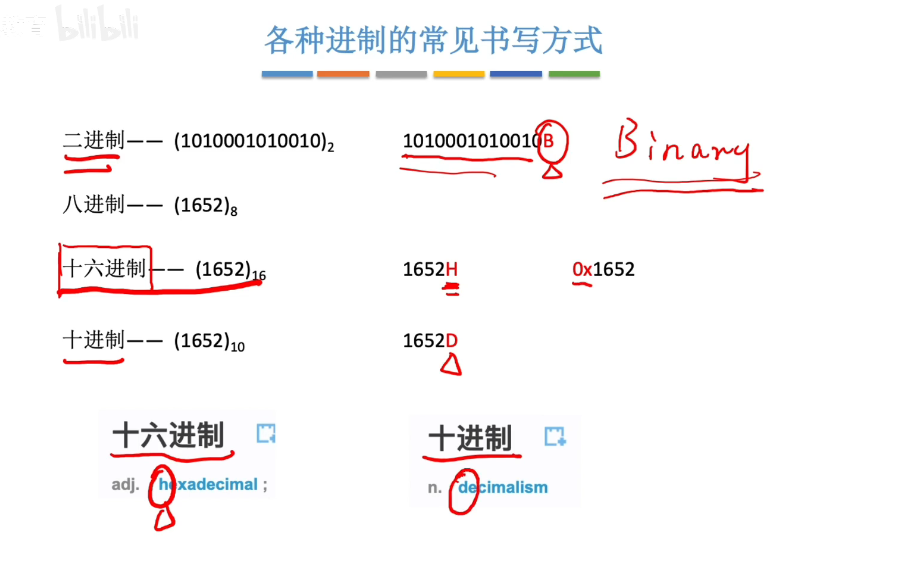 bilibili
各种进制的常见书写方式
二进制—— (1010001010010)₂ 1010001010010B Binary
八进制—— (1652)₈
十六进制—— (1652)₁₆ 1652H 0x1652
十进制—— (1652)₁₀ 1652D
十六进制 十进制
adj. hexadecimal ; n. decimalism